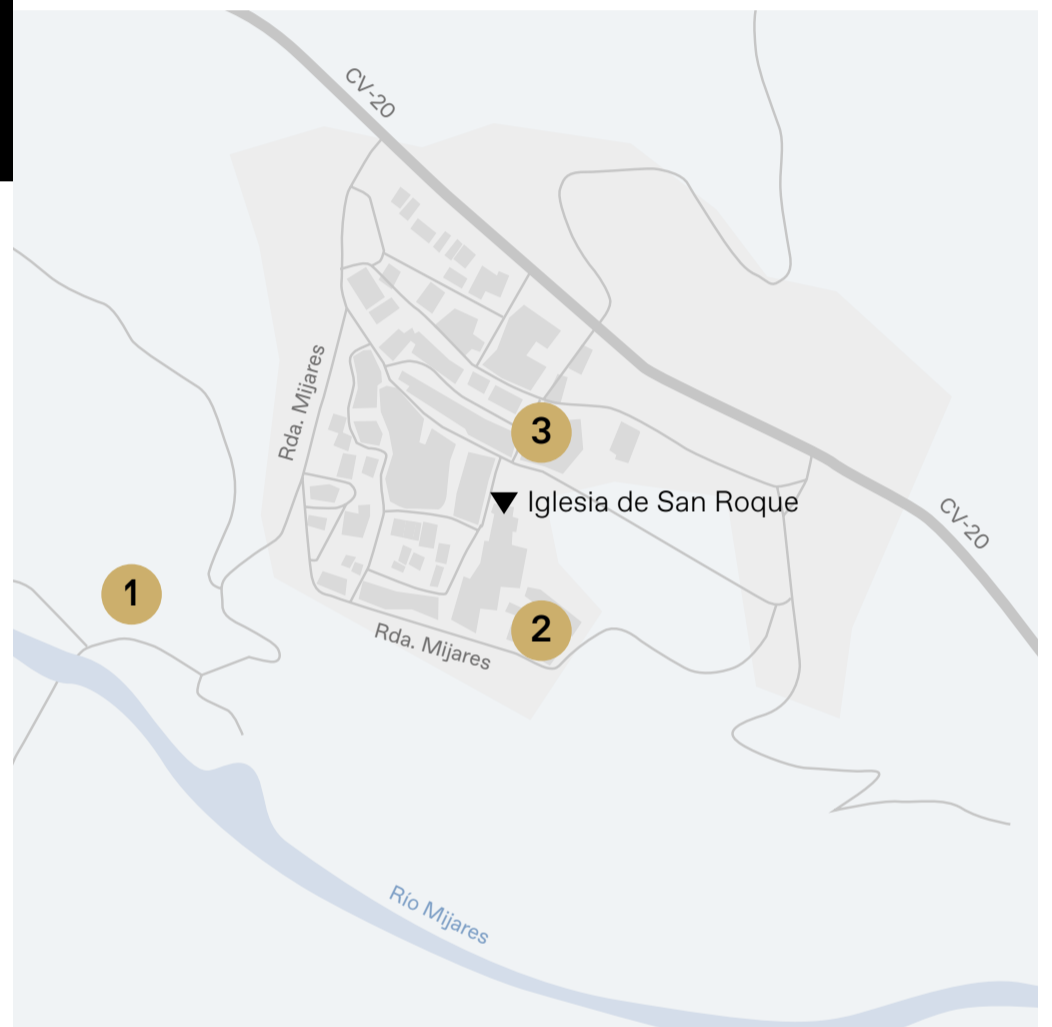 CV-20
Rda. Mijares
3
Iglesia de San Roque
CV-20
1
2
Rda. Mijares
Río Mijares